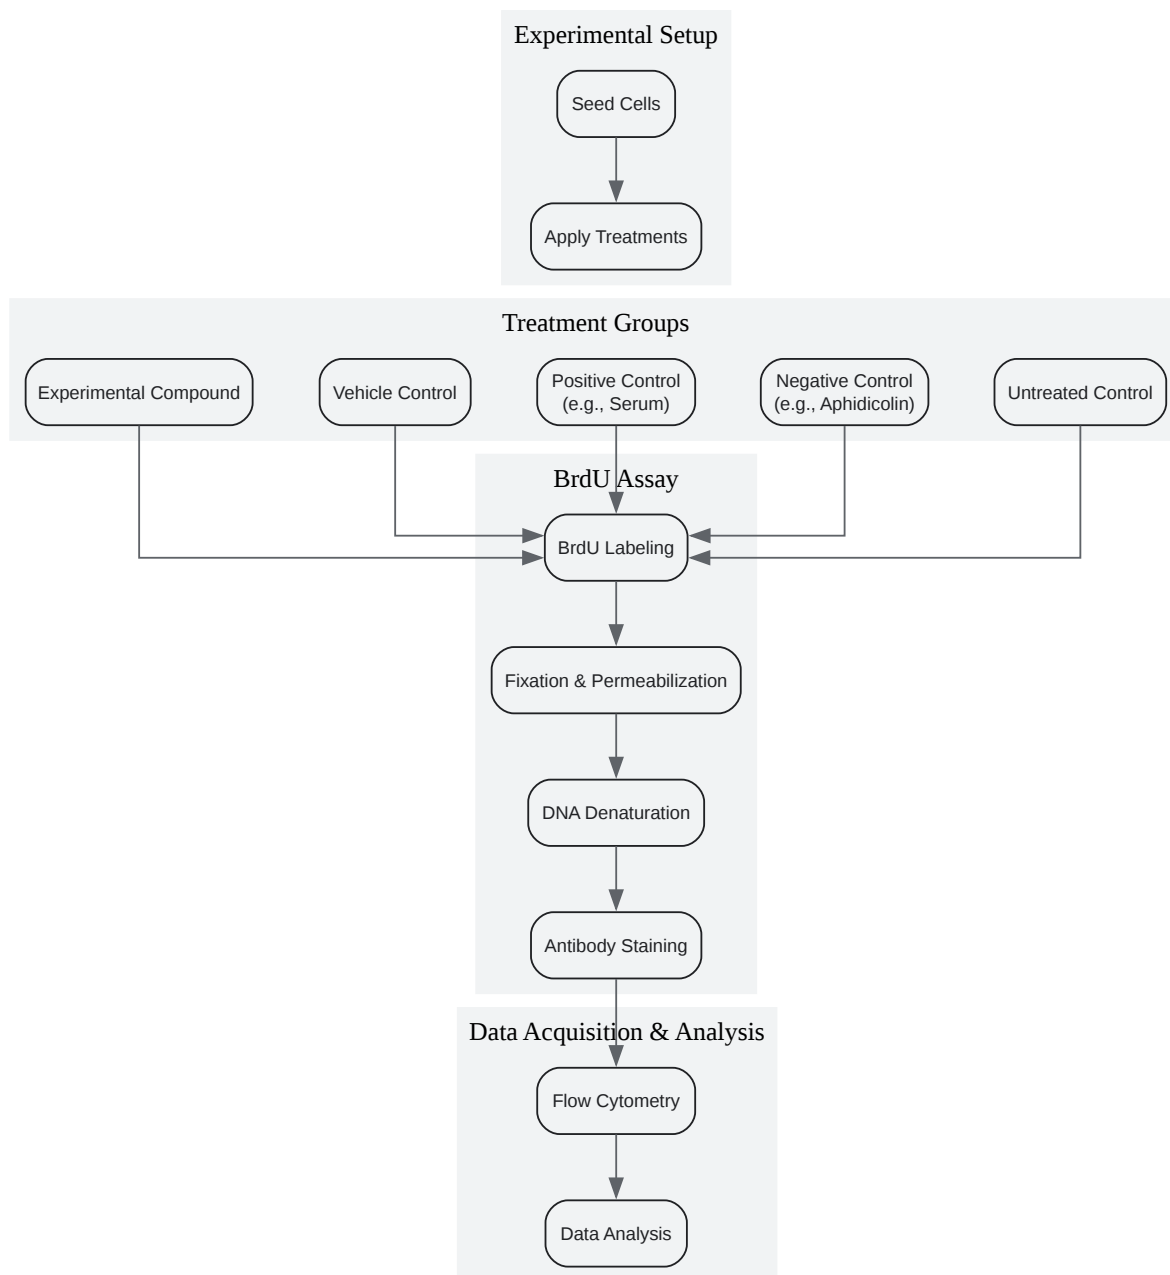 Experimental Setup
Seed Cells
Apply Treatments
Treatment Groups
Experimental Compound
Vehicle Control
Positive Control
(e.g., Serum)
Negative Control
(e.g., Aphidicolin)
Untreated Control
BrdU Assay
BrdU Labeling
Fixation & Permeabilization
DNA Denaturation
Antibody Staining
Data Acquisition & Analysis
Flow Cytometry
Data Analysis